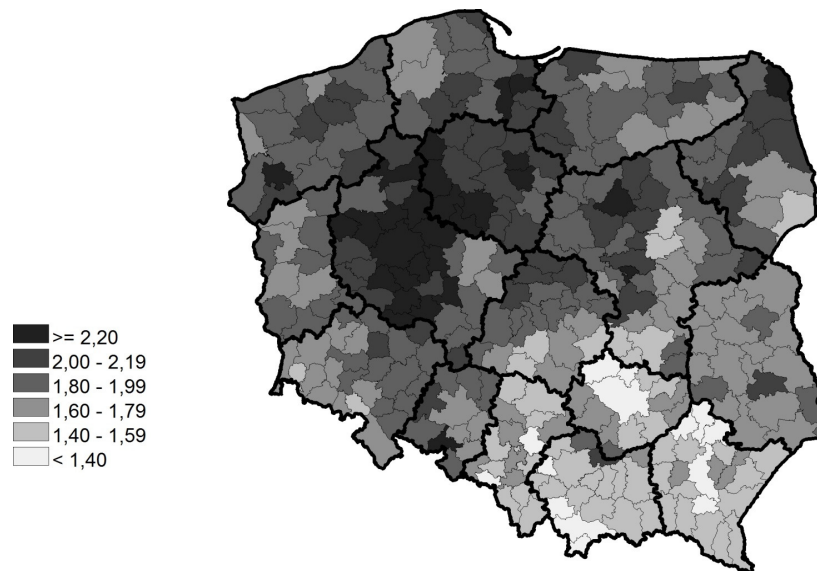 >= 2,20
2,00 - 2,19
1,80 - 1,99
1,60 - 1,79
1,40 - 1,59
< 1,40